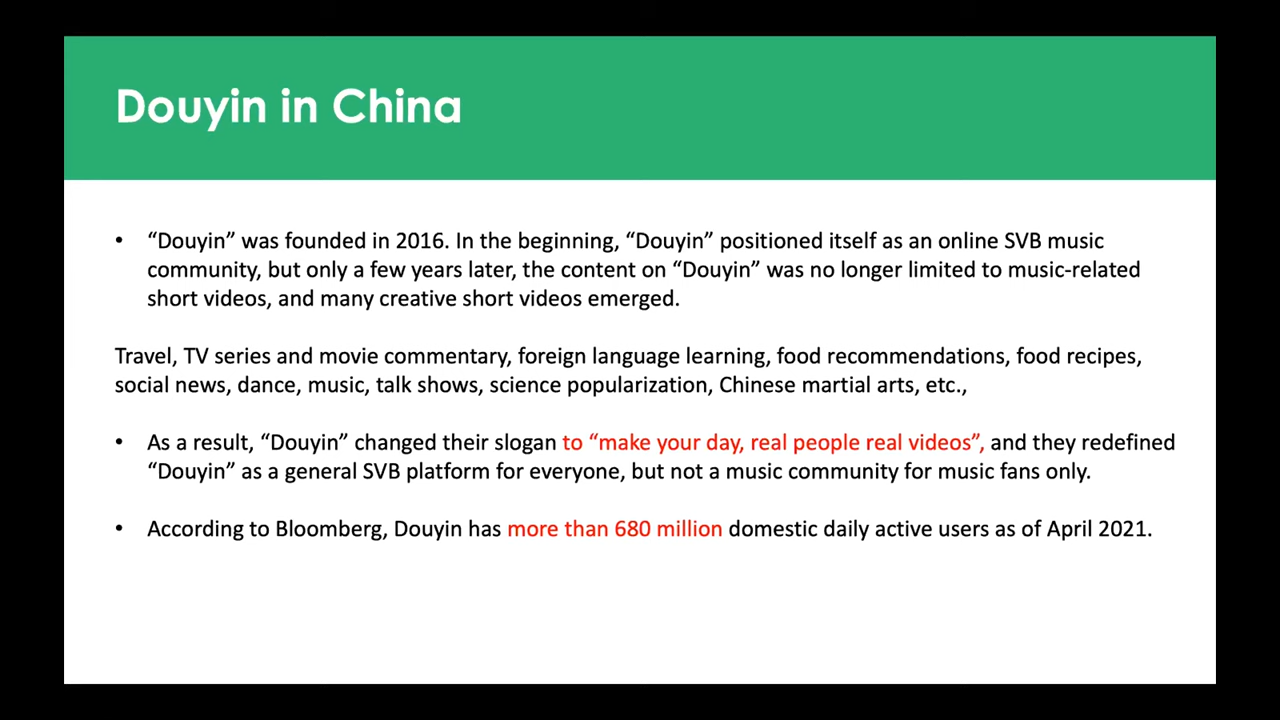 Douyin in China
• “Douyin” was founded in 2016. In the beginning, “Douyin” positioned itself as an online SVB music
community, but only a few years later, the content on “Douyin” was no longer limited to music-related
short videos, and many creative short videos emerged.
Travel, TV series and movie commentary, foreign language learning, food recommendations, food recipes,
social news, dance, music, talk shows, science popularization, Chinese martial arts, etc.,
• As a result, “Douyin” changed their slogan to “make your day, real people real videos”, and they redefined
“Douyin” as a general SVB platform for everyone, but not a music community for music fans only.
• According to Bloomberg, Douyin has more than 680 million domestic daily active users as of April 2021.